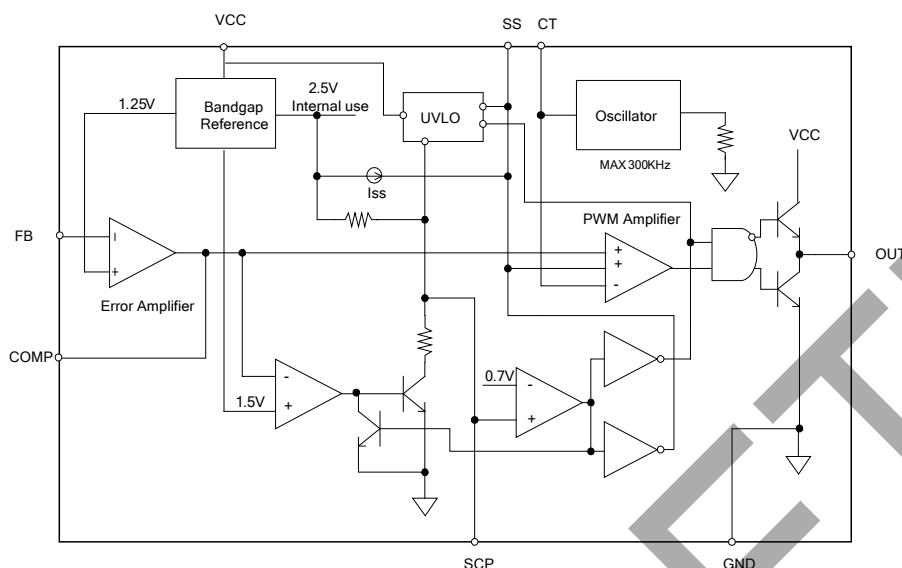 VCC
SS CT
2.5V
Internal use
1.25V
Bandgap
Reference
UVLO
Oscillator
VCC
MAX 300KHz
Iss
PWM Amplifier
FB
-
+
+
+
-
OUT
Error Amplifier
COMP
-
+
1.5V
0.7V
-
+
SCP
GND